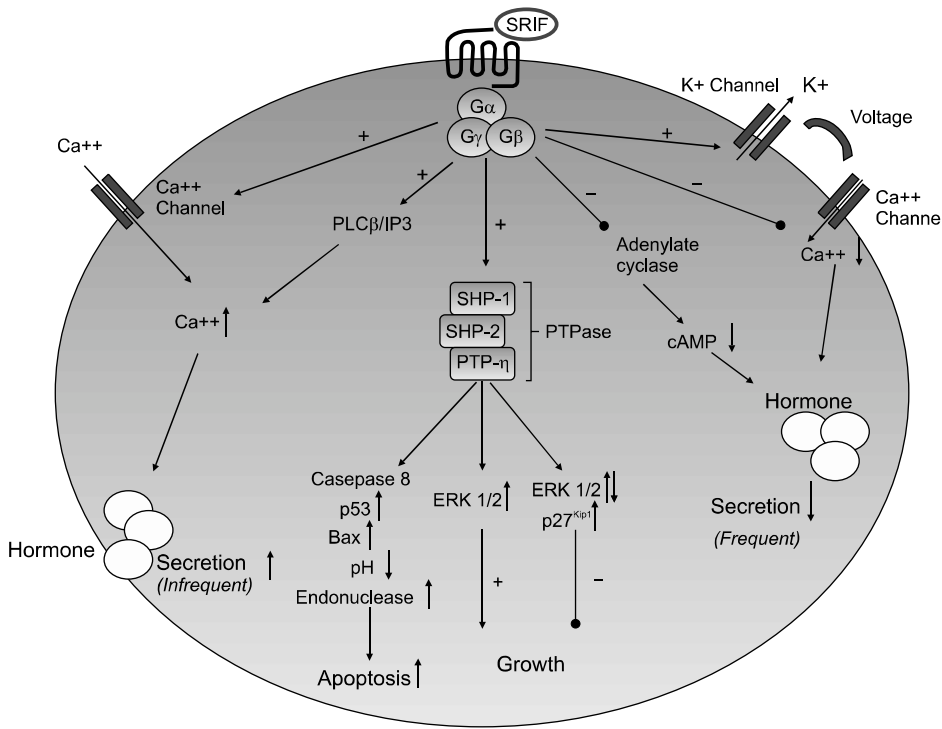 SRIF
Gα
Gγ
Gβ
K+ Channel
K+
Voltage
Ca++
Ca++
Channel
+
+
+
−
−
+
PLCβ/IP3
Adenylate
cyclase
Ca++
Channe
Ca++
Ca++
SHP-1
SHP-2
PTP-η
PTPase
cAMP
Hormone
Secretion
(Frequent)
Casepase 8
p53
Bax
pH
Endonuclease
Apoptosis
ERK 1/2
+
ERK 1/2
p27Kip1
−
Growth
Hormone
Secretion
(Infrequent)